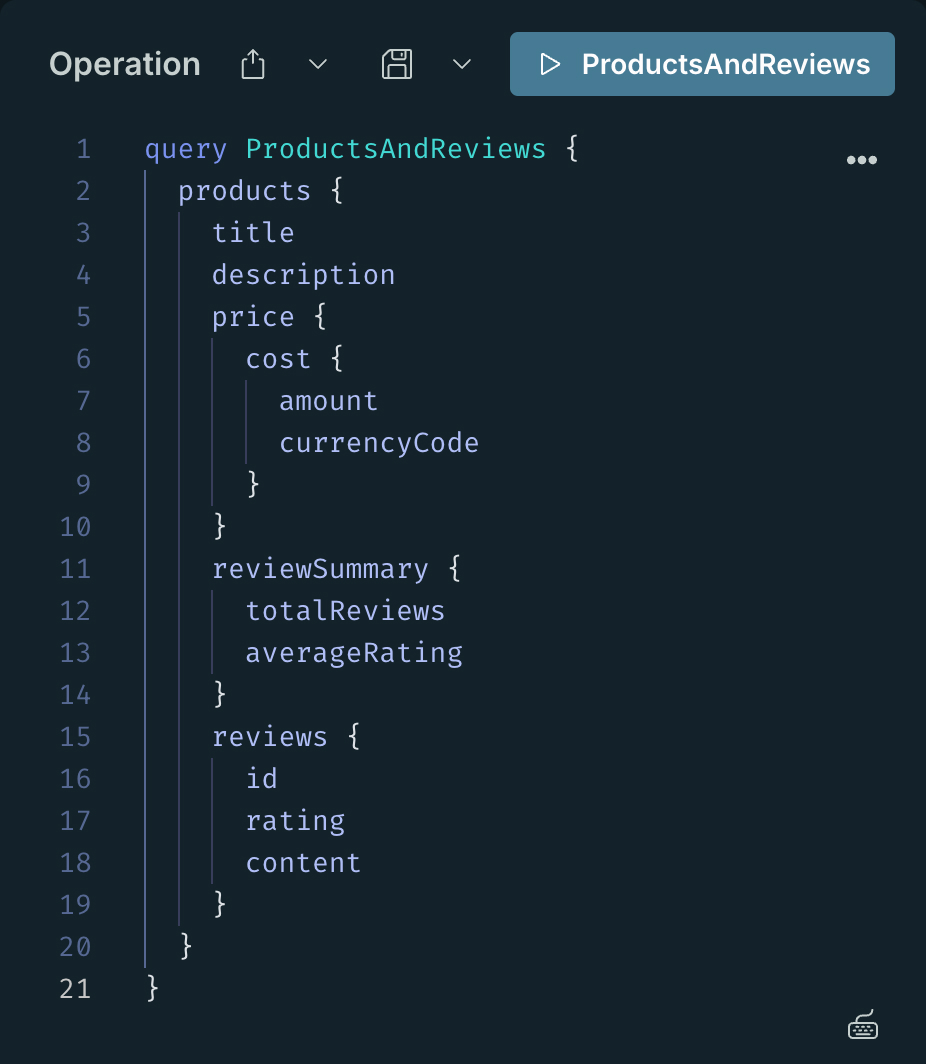 Operation ProductsAndReviews
1 query ProductsAndReviews {
2 products {
3 title
4 description
5 price {
6 cost {
7 amount
8 currencyCode
9 }
10 }
11 reviewSummary {
12 totalReviews
13 averageRating
14 }
15 reviews {
16 id
17 rating
18 content
19 }
20 }
21 }